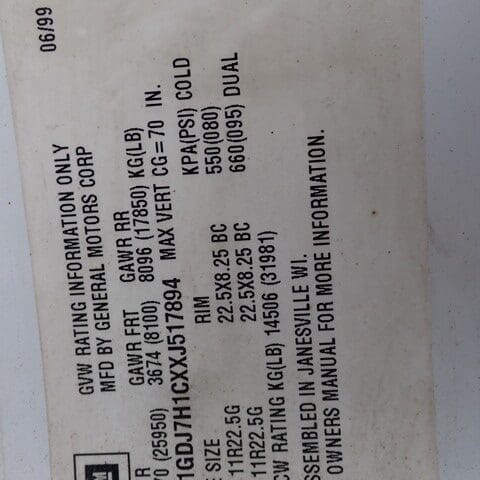 06/99
GVW RATING INFORMATION ONLY
MFD BY GENERAL MOTORS CORP
R GAWR FRT GAWR RR
70 (25950) 3674 (8100) 8096 (17850) KG(LB)
1GDJ7H1CXXJ517894 MAX VERT CG=70 IN.
E SIZE RIM KPA(PSI) COLD
11R22.5G 22.5X8.25 BC 550(080)
11R22.5G 22.5X8.25 BC 660(095) DUAL
CW RATING KG(LB) 14506 (31981)
SSEMBLED IN JANESVILLE WI.
OWNERS MANUAL FOR MORE INFORMATION.